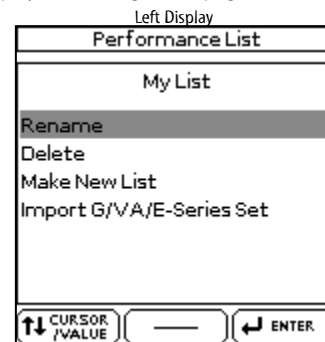 Left Display
Performance List
My List
Rename
Delete
Make New List
Import G/VA/E-Series Set
↑↓ CURSOR
/VALUE
ENTER